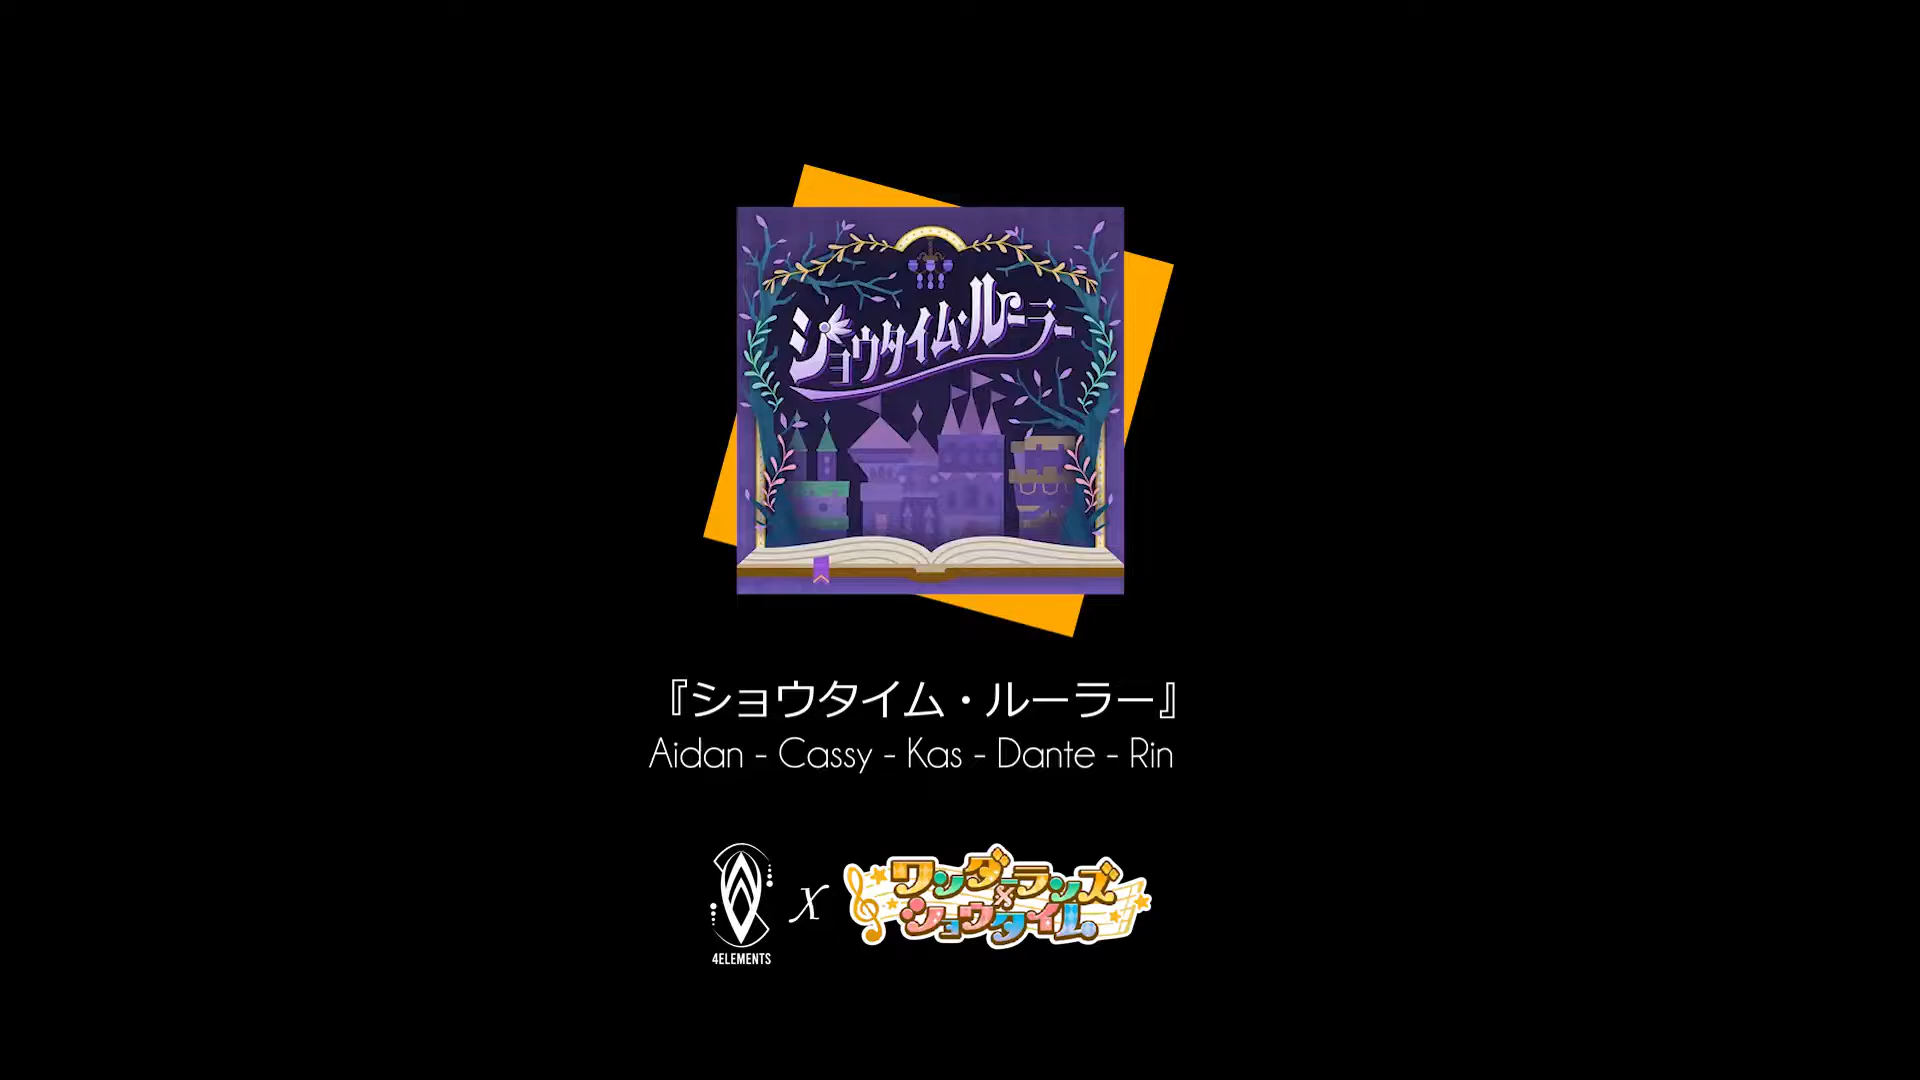 ショウタイム・ルーラー
『ショウタイム・ルーラー』
Aidan - Cassy - Kas - Dante - Rin
4ELEMENTS
X
ワンダーランズ
×
ショウタイム